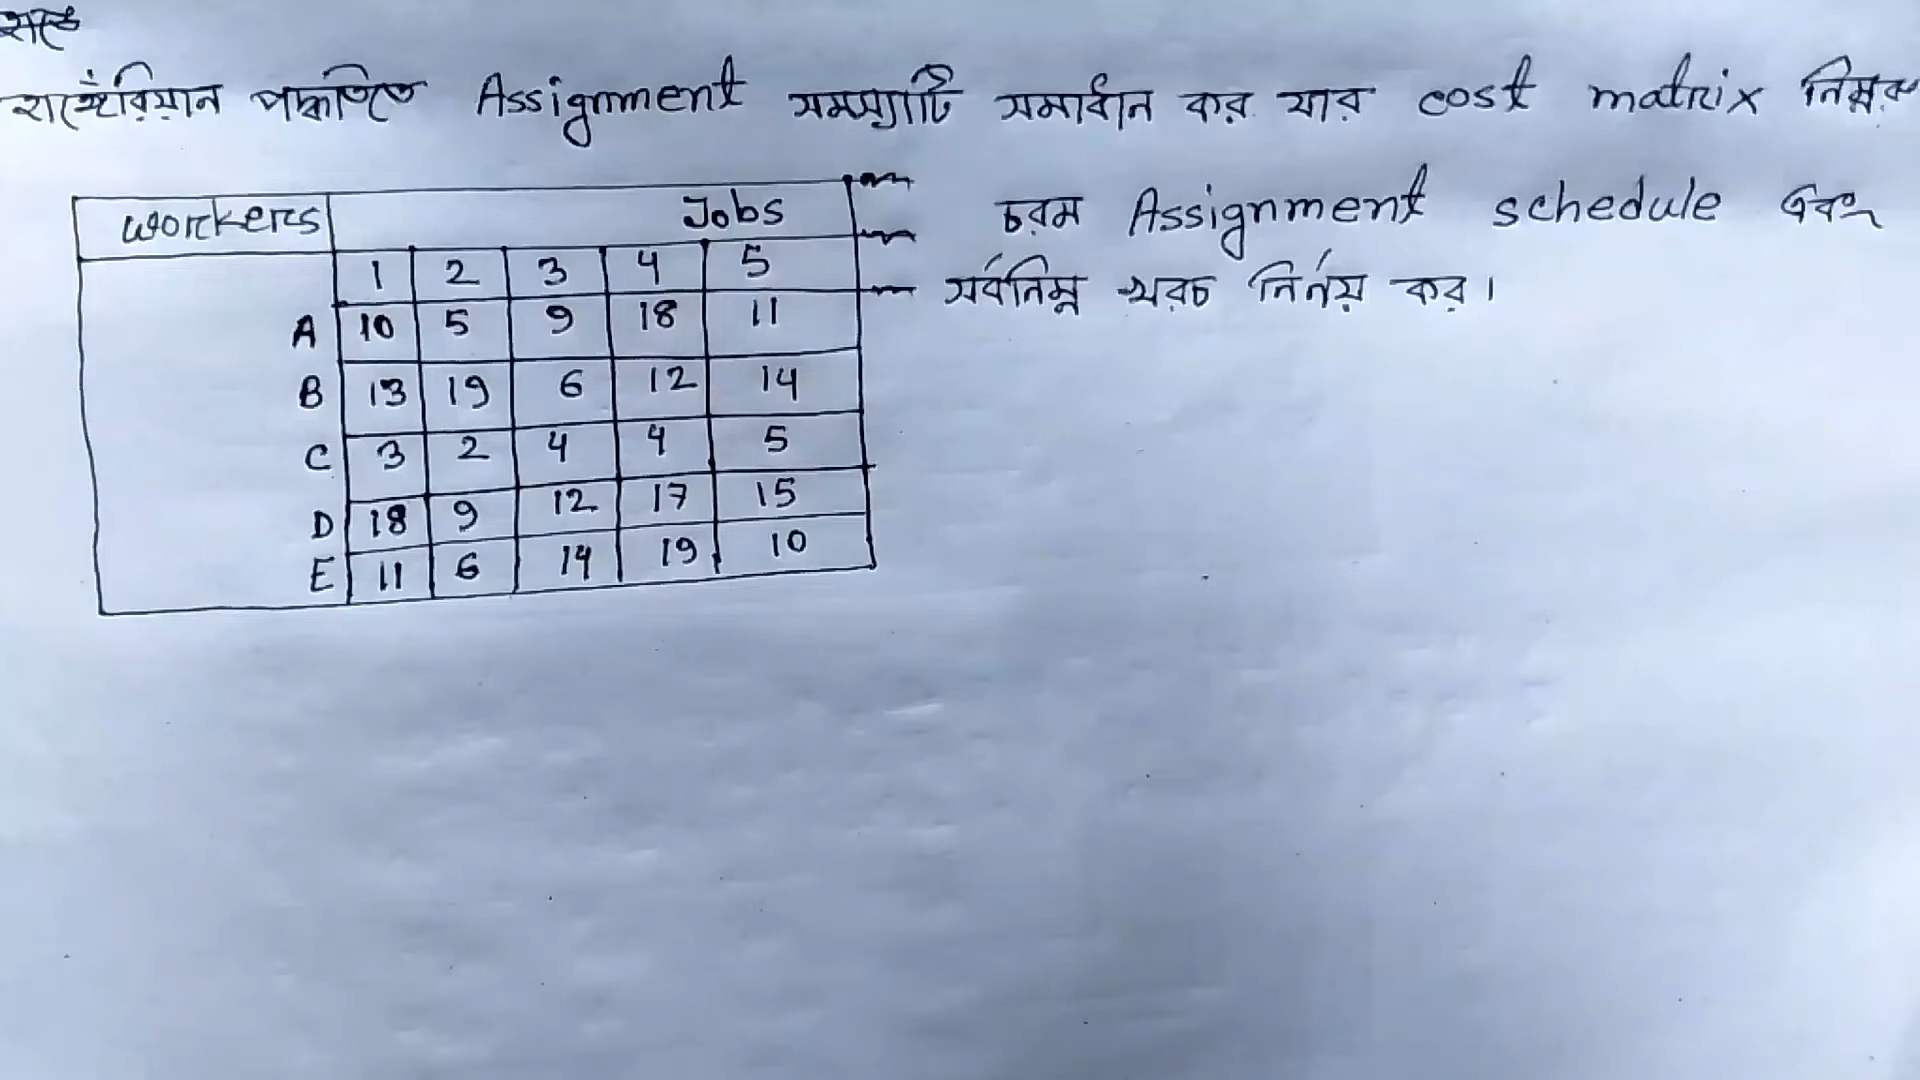 হাঙ্গেরিয়ান পদ্ধতিতে Assignment সমস্যাটি সমাধান কর যার cost matrix
workers Jobs
চরম Assignment schedule এবং
1 2 3 4 5
সর্বনিম্ন খরচ নির্ণয় কর।
A 10 5 9 18 11
B 13 19 6 12 14
C 3 2 4 4 5
D 18 9 12 17 15
E 11 6 14 19 10